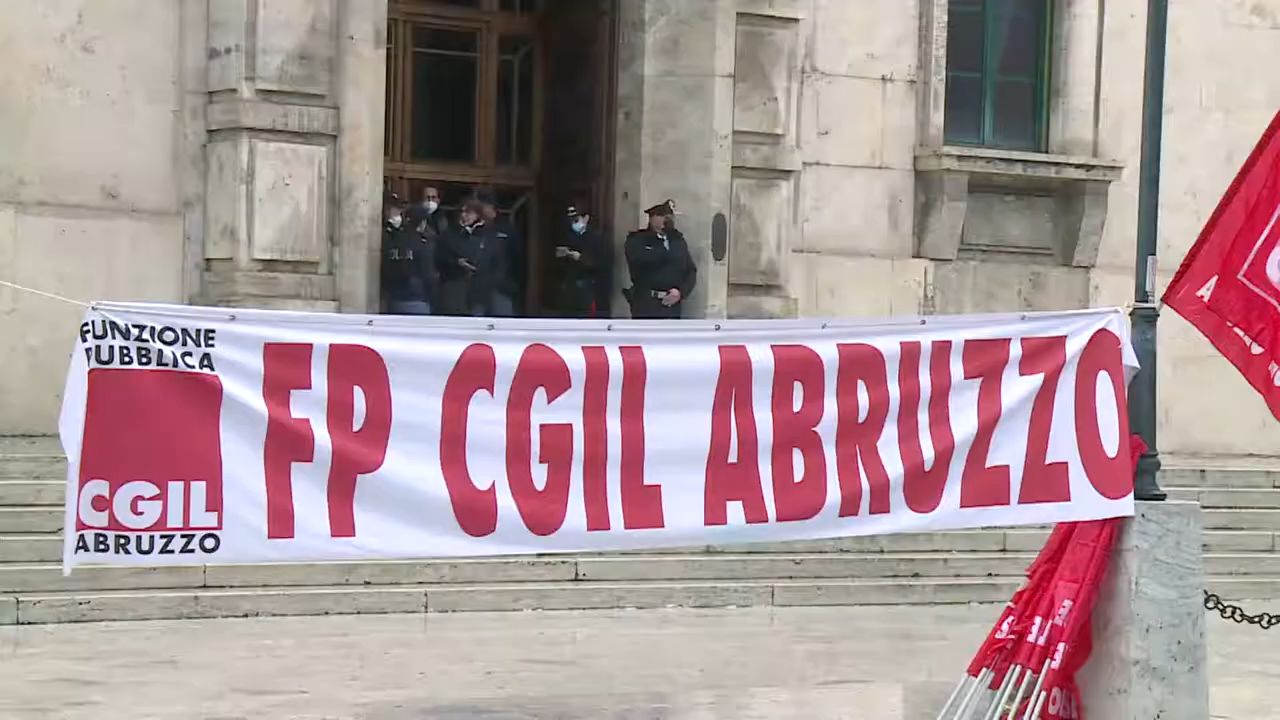 FUNZIONE
PUBBLICA
CGIL
ABRUZZO
FP CGIL ABRUZZO